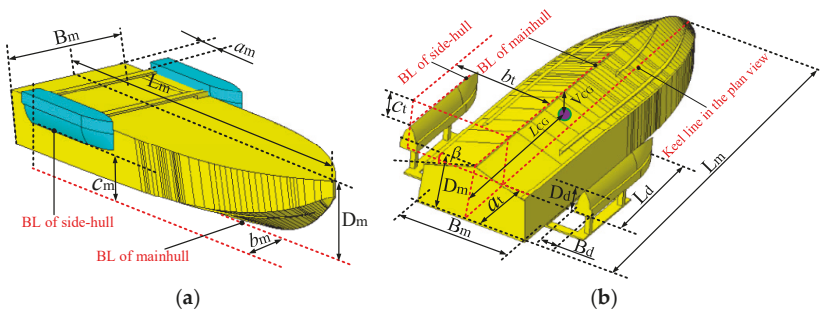 Bm
am
Lm
cm
Dm
BL of side-hull
bm
BL of mainhull
(a)
BL of side-hull
BL of mainhull
bt
ct
VCG
LCG
Keel line in the plan view
β
Dm
at
Dd
Lm
Ld
Bm
Bd
(b)